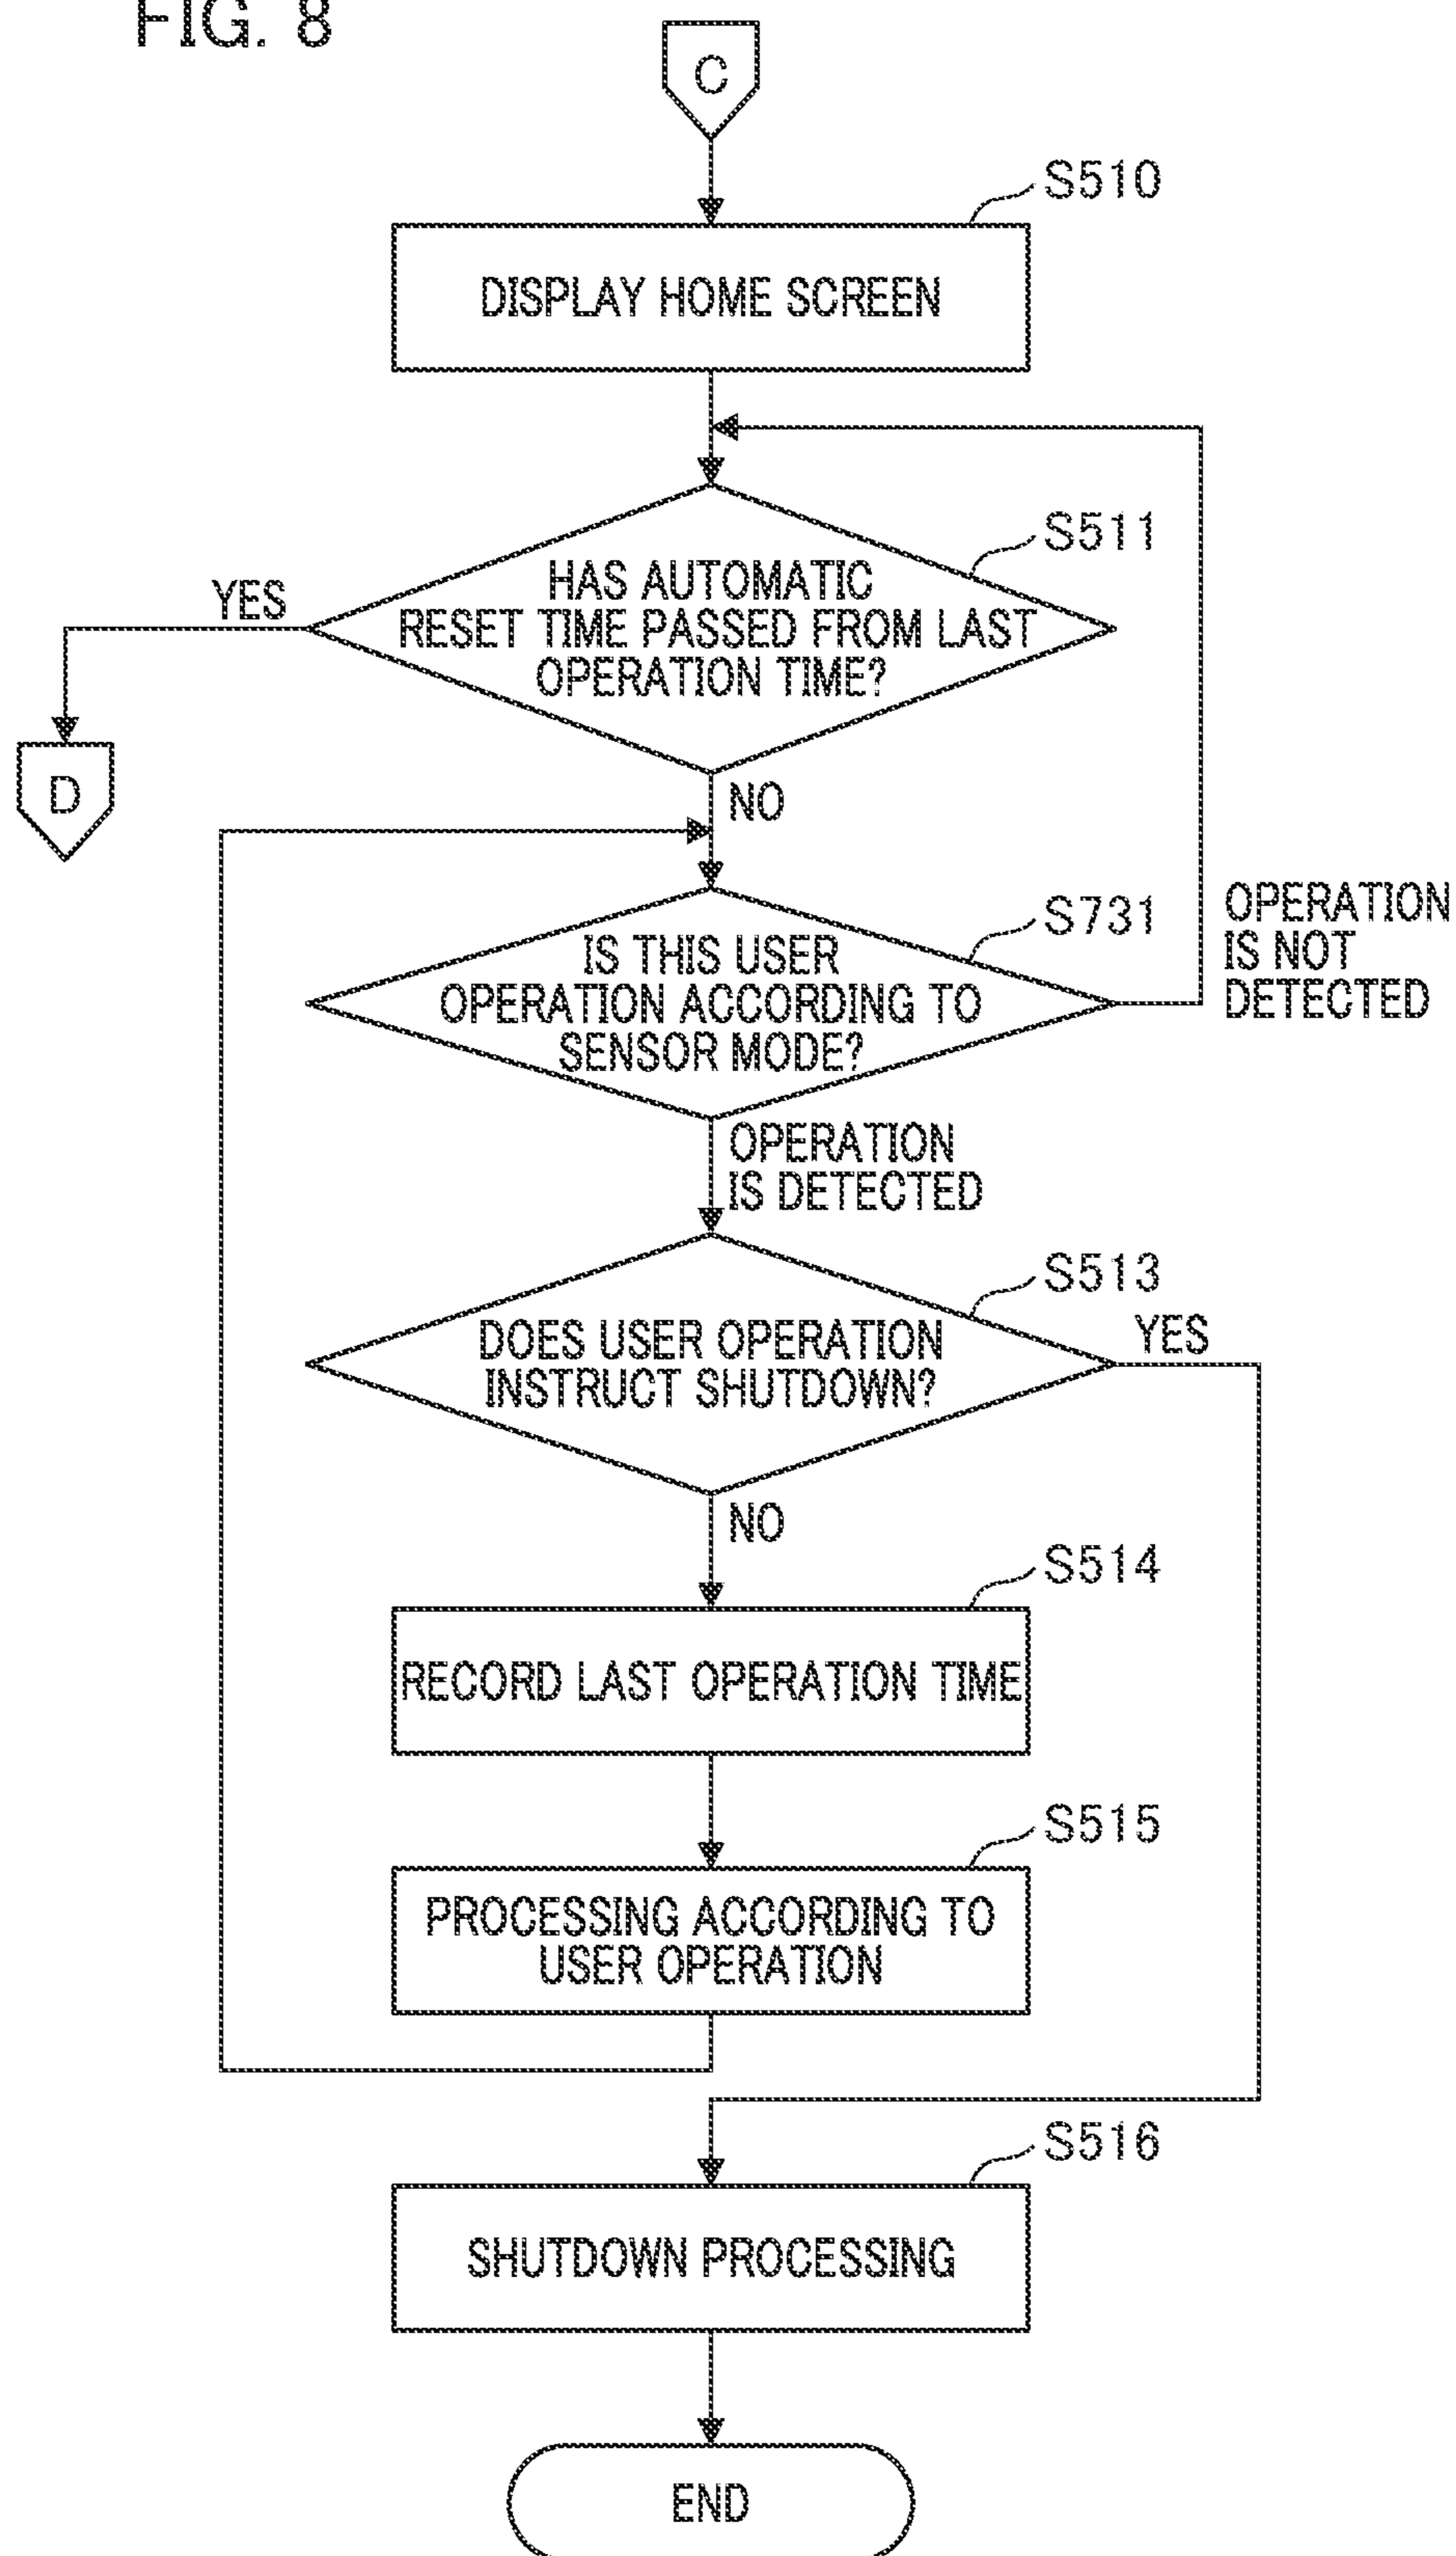 FIG. 8
C
S510
DISPLAY HOME SCREEN
S511
HAS AUTOMATIC
RESET TIME PASSED FROM LAST
OPERATION TIME?
YES
D
NO
S731
IS THIS USER
OPERATION ACCORDING TO
SENSOR MODE?
OPERATION
IS NOT
DETECTED
OPERATION
IS DETECTED
S513
DOES USER OPERATION
INSTRUCT SHUTDOWN?
YES
NO
S514
RECORD LAST OPERATION TIME
S515
PROCESSING ACCORDING TO
USER OPERATION
S516
SHUTDOWN PROCESSING
END